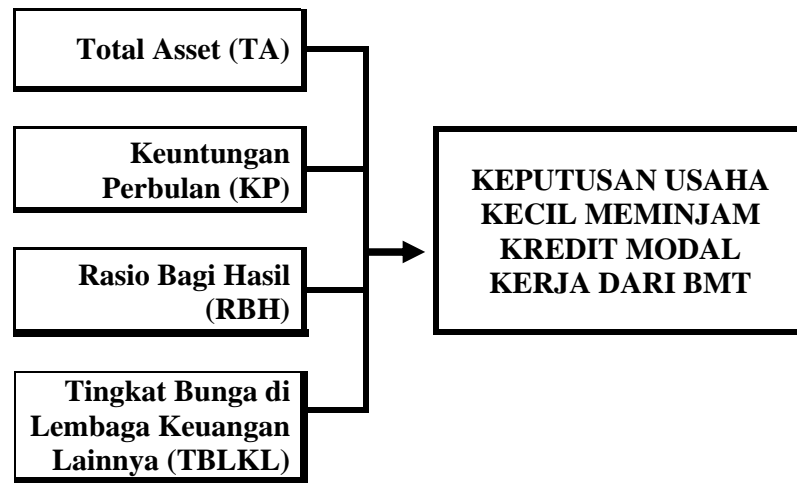 Total Asset (TA)
Keuntungan
Perbulan (KP)
Rasio Bagi Hasil
(RBH)
Tingkat Bunga di
Lembaga Keuangan
Lainnya (TBLKL)
KEPUTUSAN USAHA
KECIL MEMINJAM
KREDIT MODAL
KERJA DARI BMT